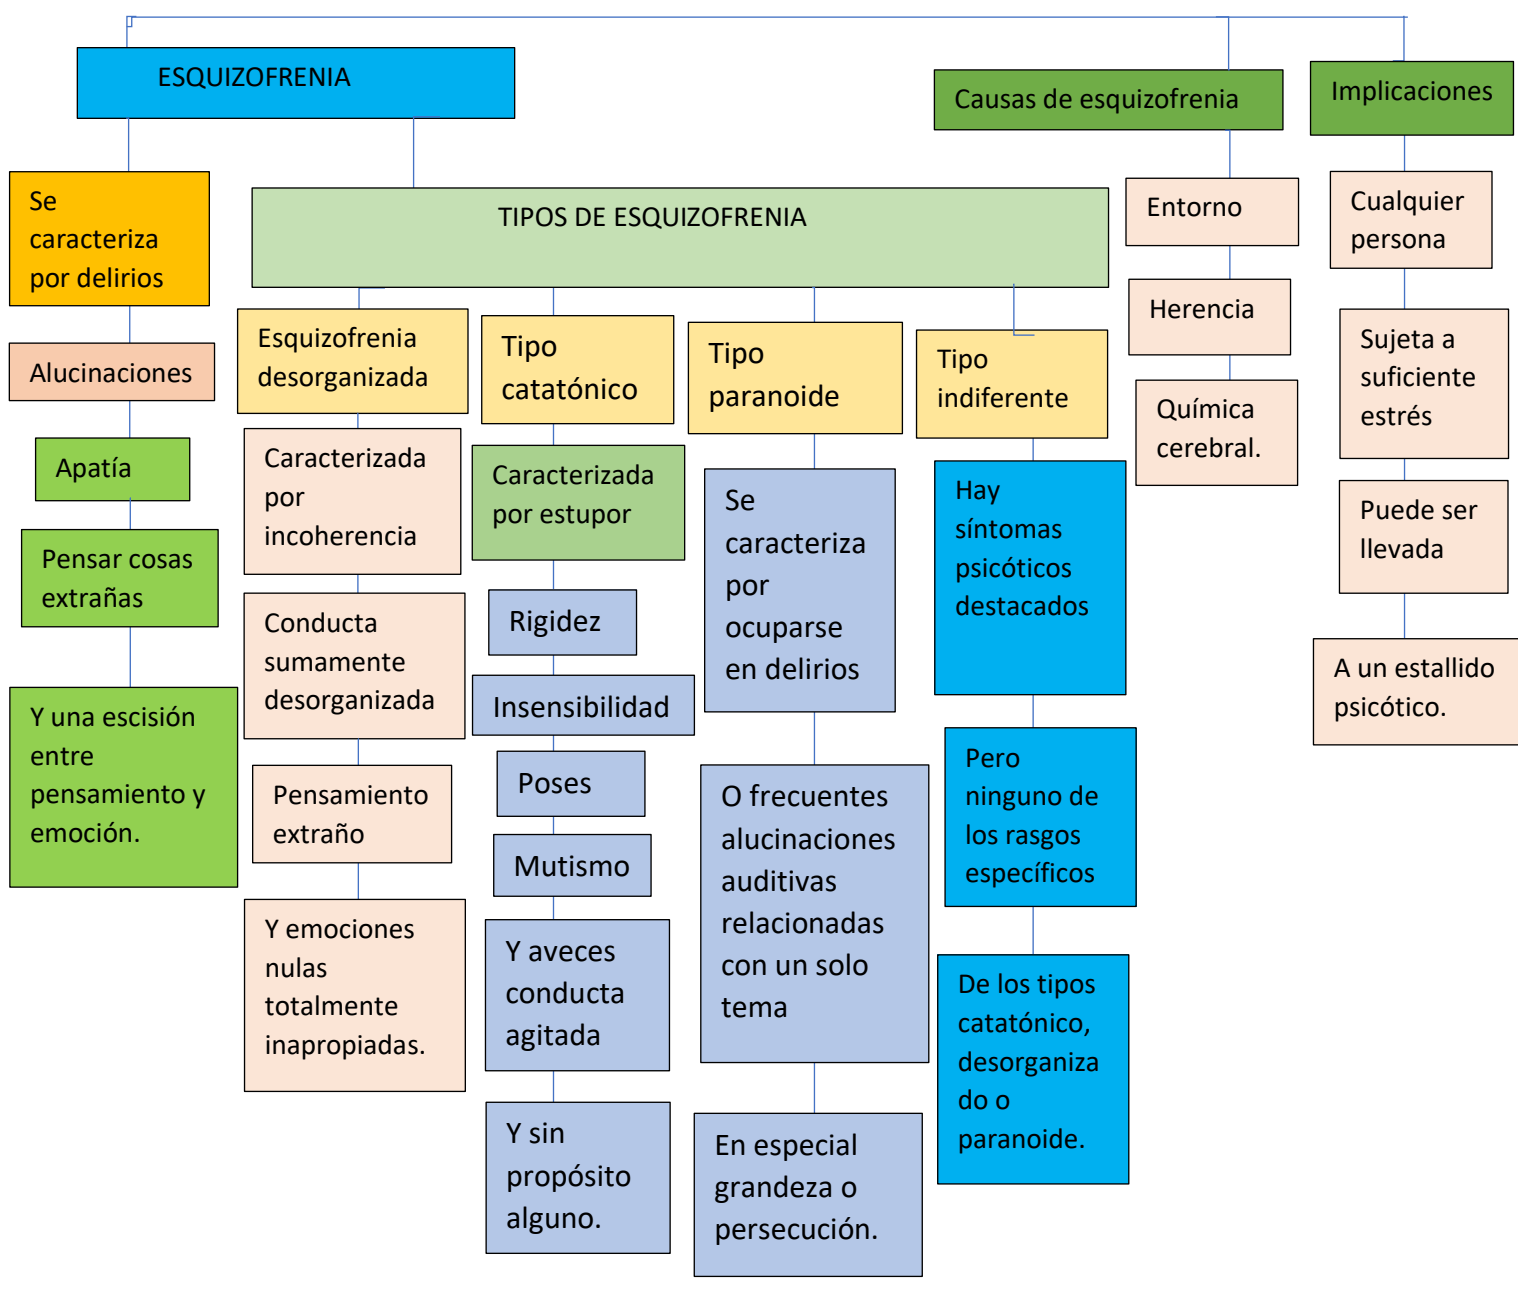 ESQUIZOFRENIA
Causas de esquizofrenia
Implicaciones
Se
caracteriza
por delirios
Alucinaciones
Apatía
Pensar cosas
extrañas
Y una escisión
entre
pensamiento y
emoción.
TIPOS DE ESQUIZOFRENIA
Esquizofrenia
desorganizada
Caracterizada
por
incoherencia
Conducta
sumamente
desorganizada
Pensamiento
extraño
Y emociones
nulas
totalmente
inapropiadas.
Tipo
catatónico
Caracterizada
por estupor
Rigidez
Insensibilidad
Poses
Mutismo
Y aveces
conducta
agitada
Y sin
propósito
alguno.
Tipo
paranoide
Se
caracteriza
por
ocuparse
en delirios
O frecuentes
alucinaciones
auditivas
relacionadas
con un solo
tema
En especial
grandeza o
persecución.
Tipo
indiferente
Hay
síntomas
psicóticos
destacados
Pero
ninguno de
los rasgos
específicos
De los tipos
catatónico,
desorganiza
do o
paranoide.
Entorno
Herencia
Química
cerebral.
Cualquier
persona
Sujeta a
suficiente
estrés
Puede ser
llevada
A un estallido
psicótico.